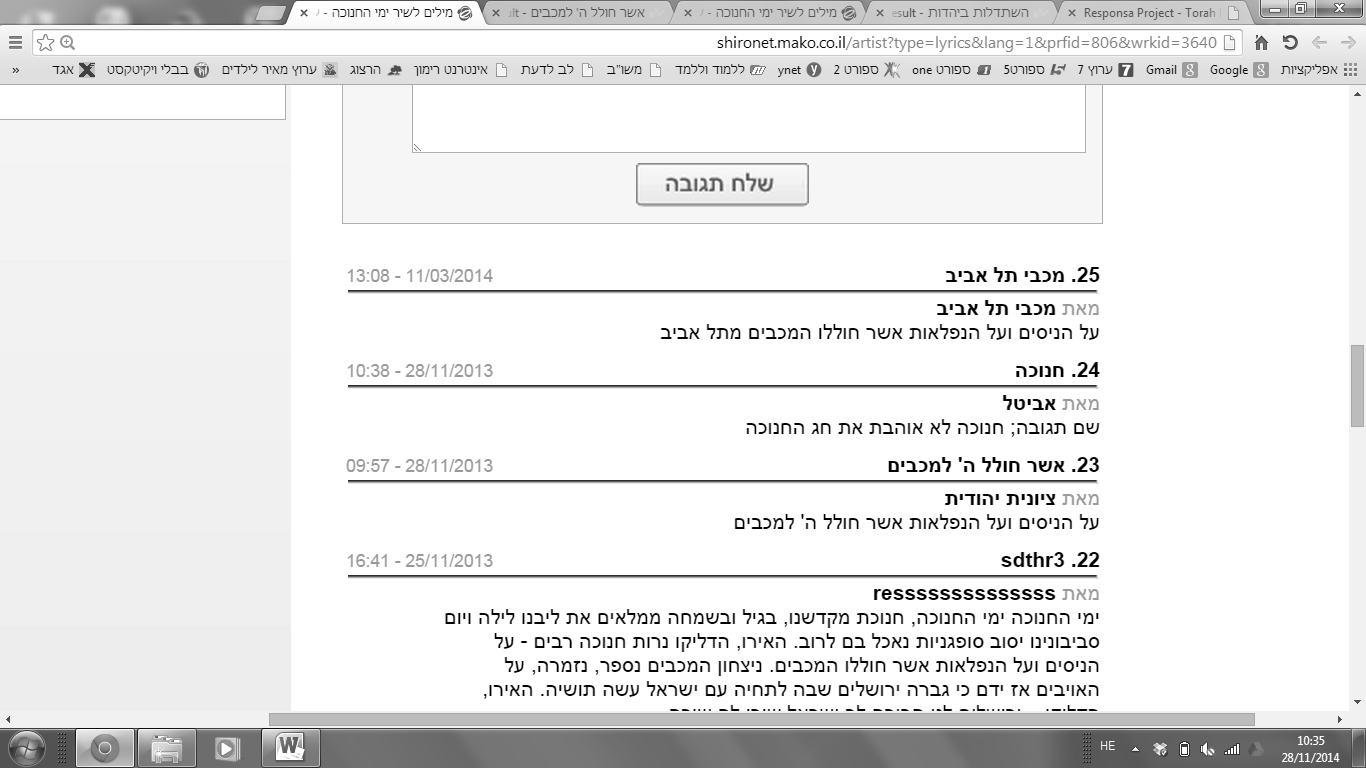 מילים לשיר ימי החנוכה -
אשר חולל ה' למכבים - ult
מילים לשיר ימי החנוכה -
השתדלות ביהדות - esult
Responsa Project - Torah
shironet.mako.co.il/artist?type=lyrics&lang=1&prfid=806&wrkid=3640
אפליקציות
Google
Gmail
ערוץ 7
ספורט5
ספורט one
ספורט 2
ynet
ללמוד וללמד
משו"ב
לב לדעת
אינטרנט רימון
הרצוג
ערוץ מאיר לילדים
בבלי ויקיטקסט
אגד
»
שלח תגובה
25. מכבי תל אביב 13:08 - 11/03/2014
מאת מכבי תל אביב
על הניסים ועל הנפלאות אשר חוללו המכבים מתל אביב
24. חנוכה 10:38 - 28/11/2013
מאת אביטל
שם תגובה; חנוכה לא אוהבת את חג החנוכה
23. אשר חולל ה' למכבים 09:57 - 28/11/2013
מאת ציונית יהודית
על הניסים ועל הנפלאות אשר חולל ה' למכבים
22. sdthr3 16:41 - 25/11/2013
מאת ressssssssssssss
ימי החנוכה ימי החנוכה, חנוכת מקדשנו, בגיל ובשמחה ממלאים את ליבנו לילה ויום
סביבונינו יסוב סופגניות נאכל בם לרוב. האירו, הדליקו נרות חנוכה רבים - על
הניסים ועל הנפלאות אשר חוללו המכבים. ניצחון המכבים נספר, נזמרה, על
האויבים אז ידם כי גברה ירושלים שבה לתחיה עם ישראל עשה תושיה. האירו,
HE
10:35
28/11/2014